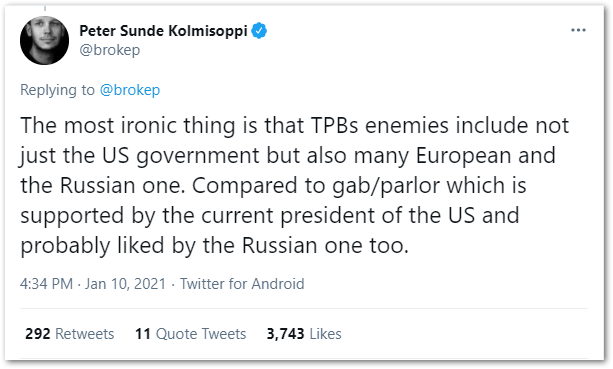 Peter Sunde Kolmisoppi
@brokep
Replying to @brokep
The most ironic thing is that TPBs enemies include not
just the US government but also many European and
the Russian one. Compared to gab/parlor which is
supported by the current president of the US and
probably liked by the Russian one too.
4:34 PM · Jan 10, 2021 · Twitter for Android
292 Retweets 11 Quote Tweets 3,743 Likes